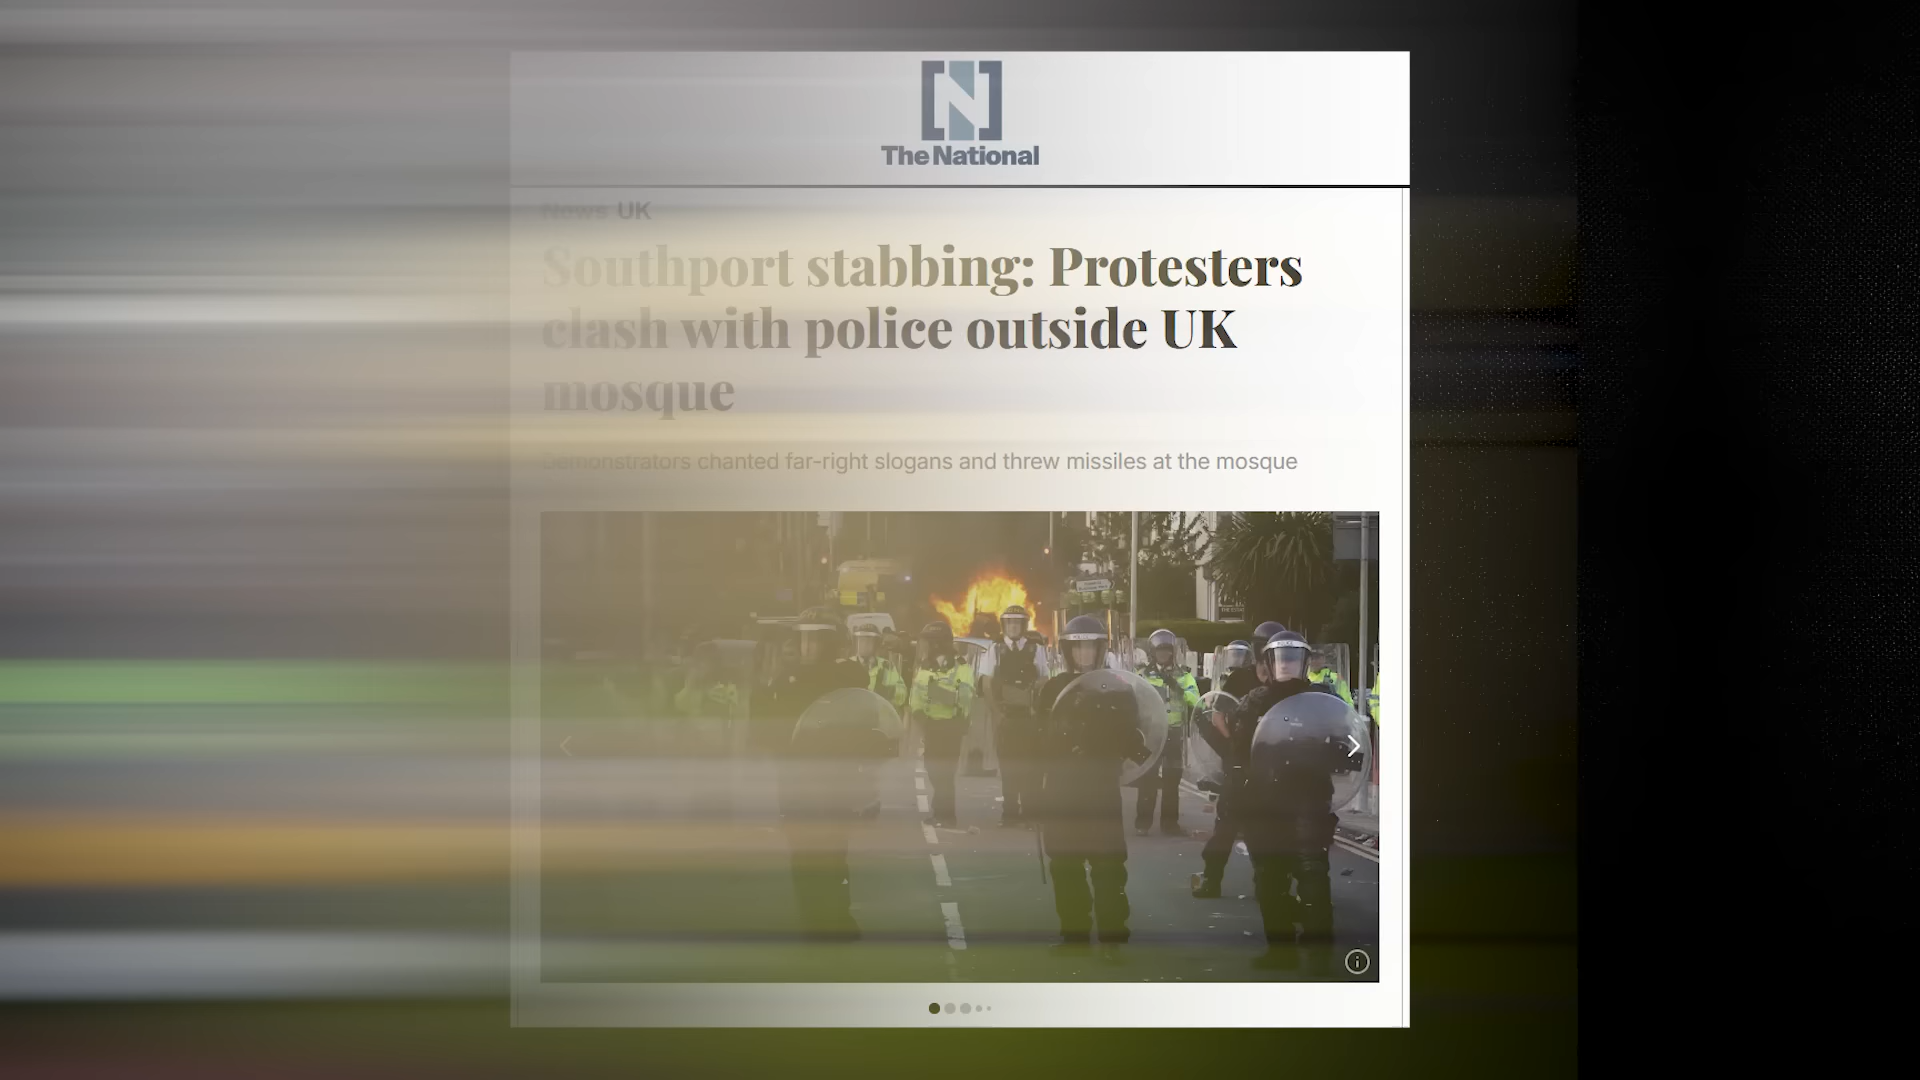 N
The National
News UK
Southport stabbing: Protesters
clash with police outside UK
mosque
Demonstrators chanted far-right slogans and threw missiles at the mosque